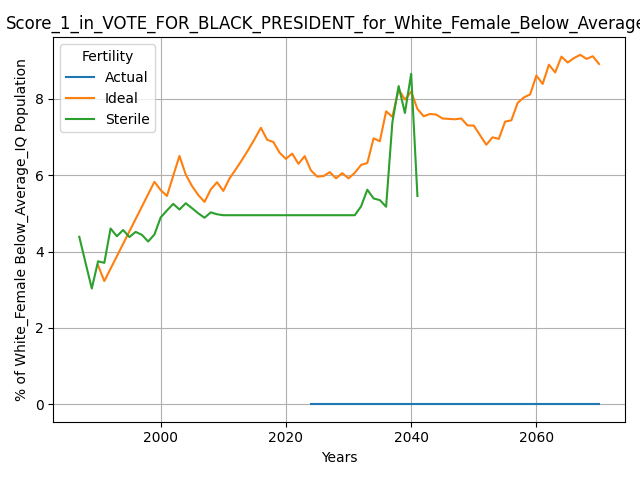 Score_1_in_VOTE_FOR_BLACK_PRESIDENT_for_White_Female_Below_Average
Fertility
Actual
Ideal
Sterile
% of White_Female Below_Average_IQ Population
8
6
4
2
0
2000 2020 2040 2060
Years